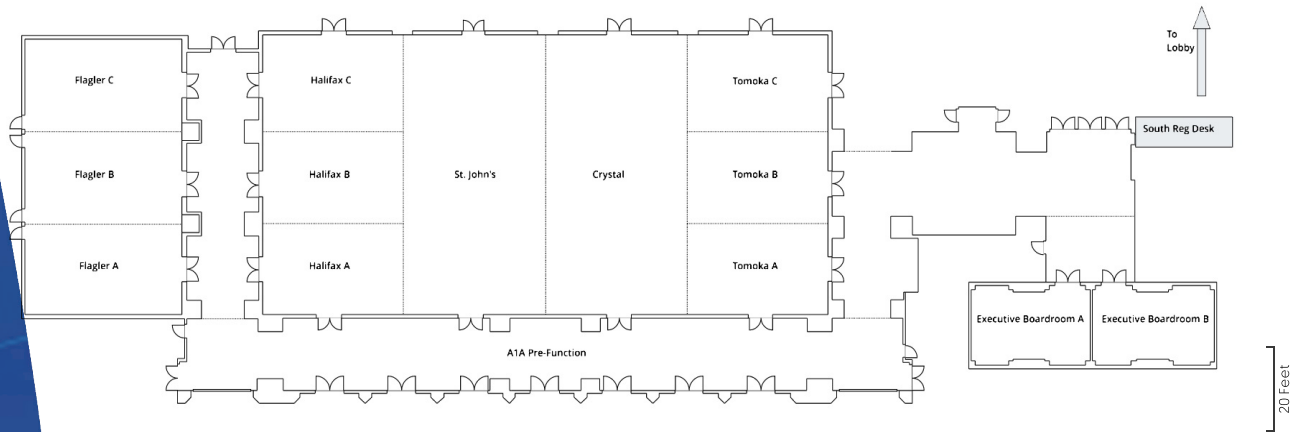 To
Lobby
Flagler C
Halifax C
Tomoka C
South Reg Desk
Flagler B
Halifax B
St. John's
Crystal
Tomoka B
Flagler A
Halifax A
Tomoka A
Executive Boardroom A
Executive Boardroom B
A1A Pre-Function
20 Feet